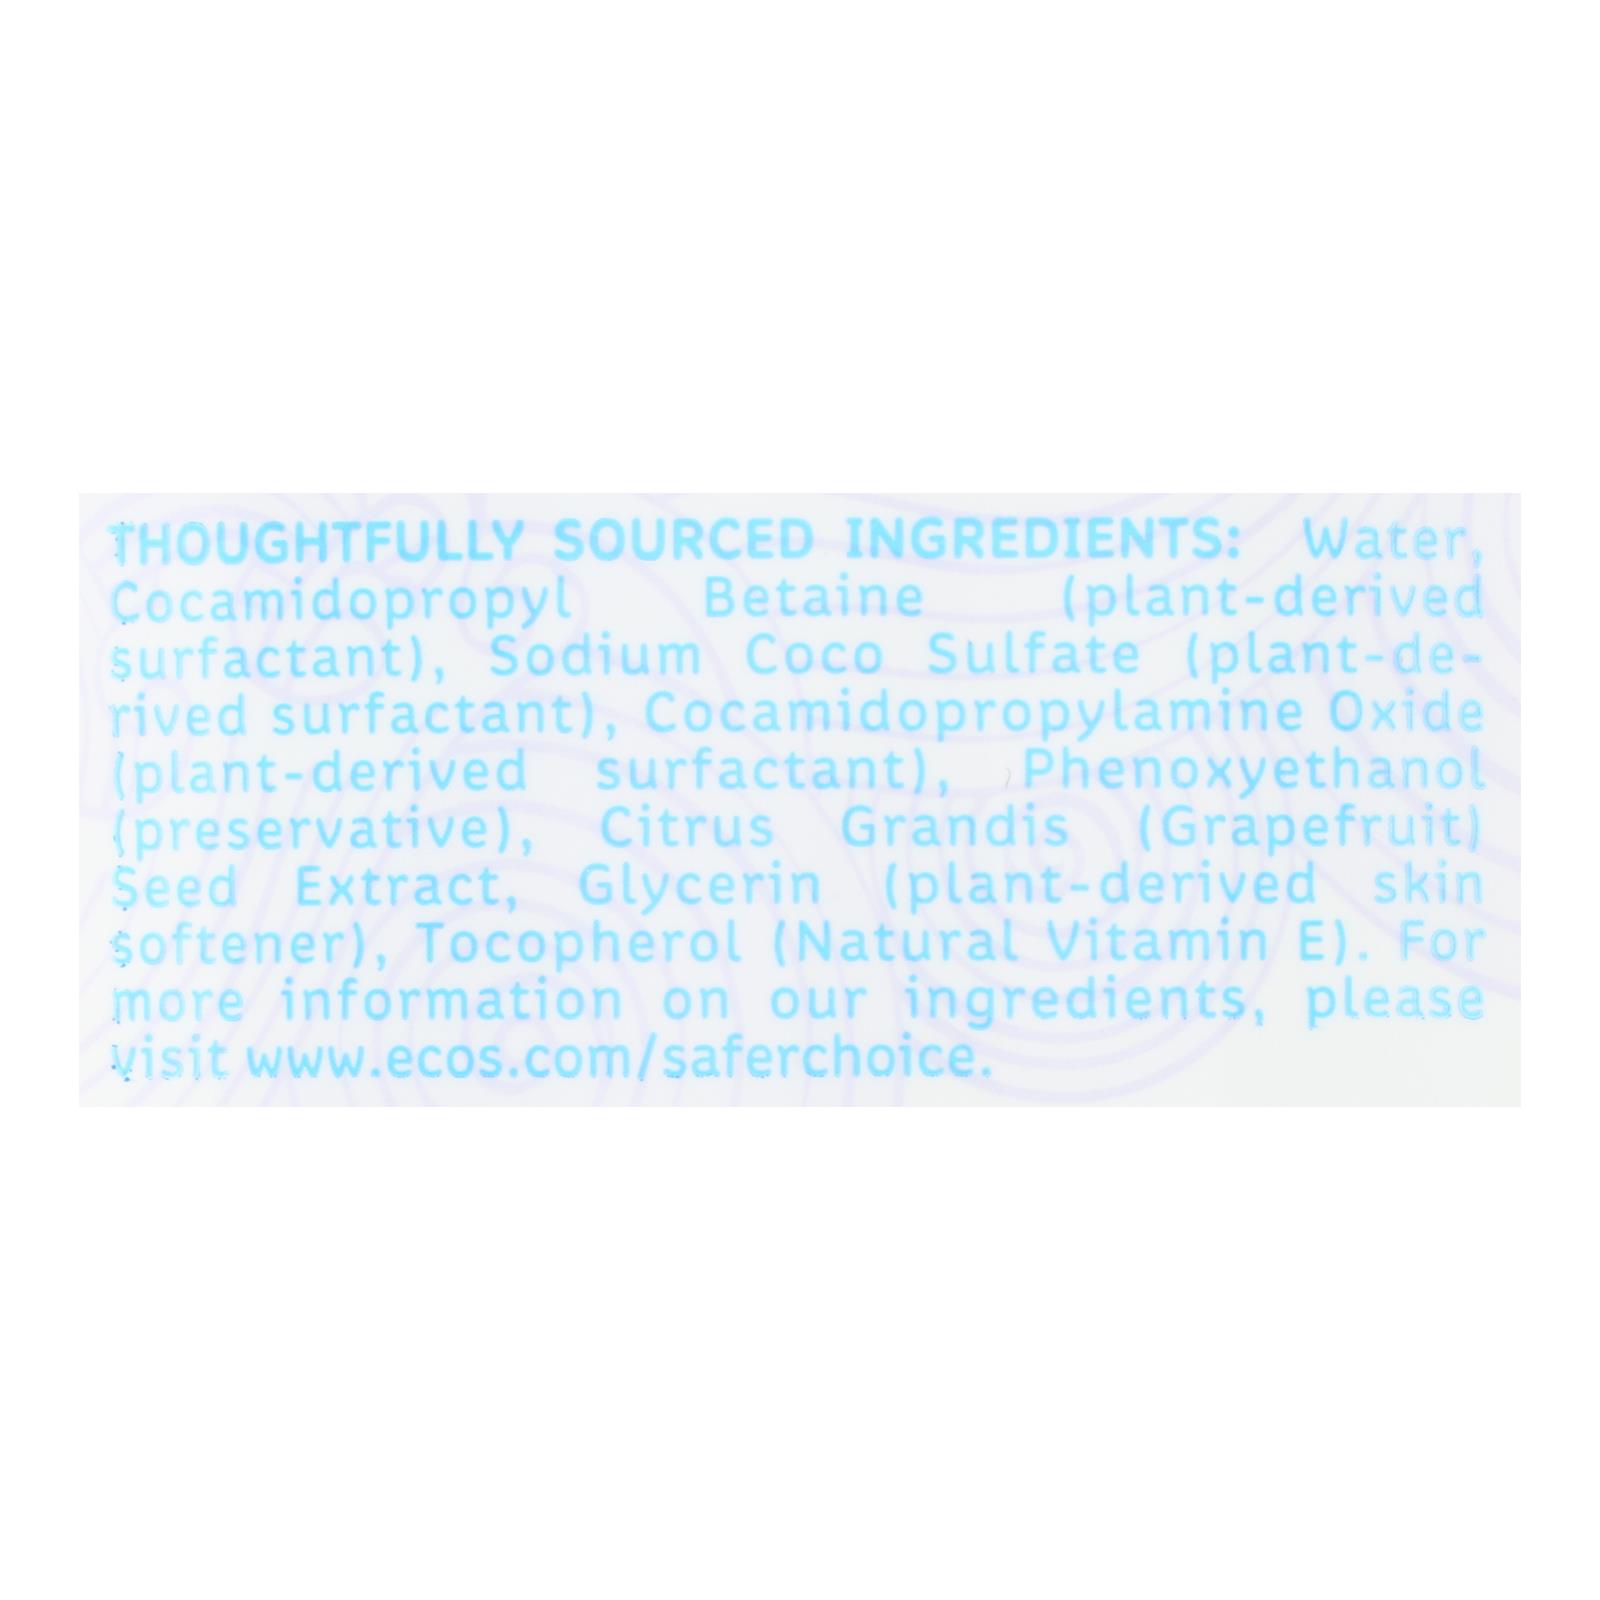 THOUGHTFULLY SOURCED INGREDIENTS: Water,
Cocamidopropyl Betaine (plant-derived
surfactant), Sodium Coco Sulfate (plant-de-
rived surfactant), Cocamidopropylamine Oxide
(plant-derived surfactant), Phenoxyethanol
(preservative), Citrus Grandis (Grapefruit)
Seed Extract, Glycerin (plant-derived skin
softener), Tocopherol (Natural Vitamin E). For
more information on our ingredients, please
visit www.ecos.com/saferchoice.